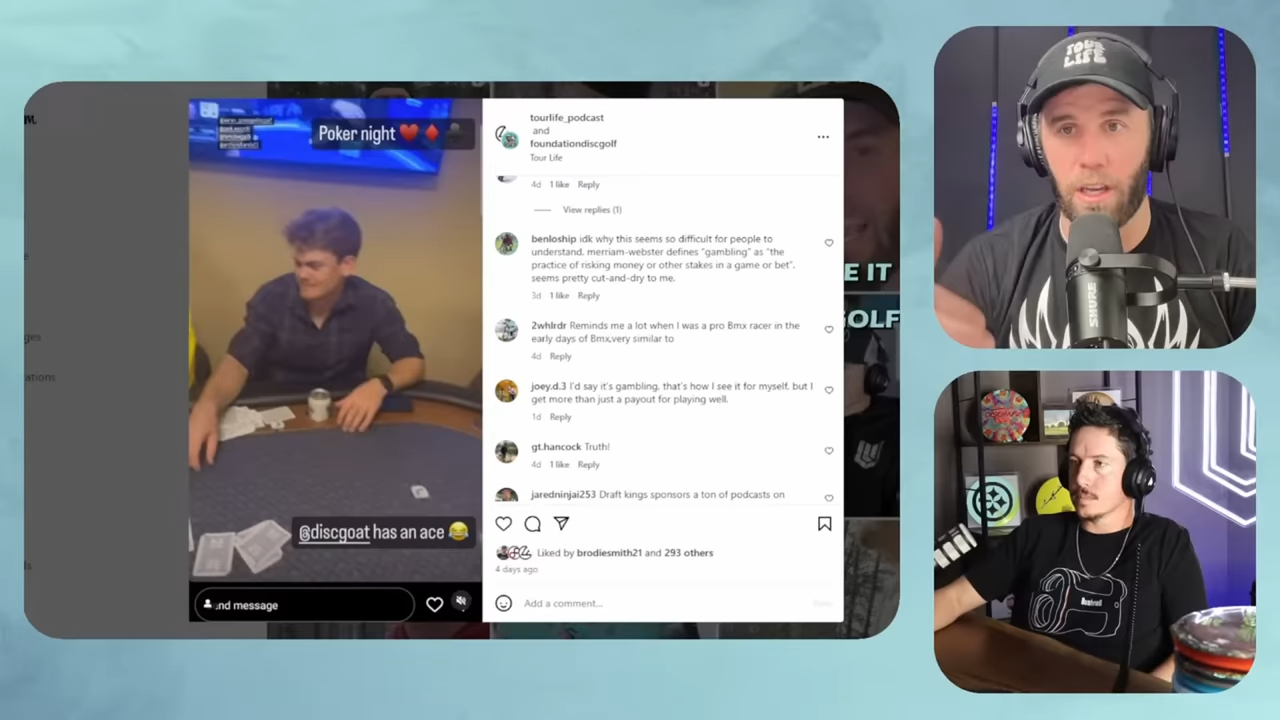 Poker night
@discgoat has an ace
nd message
tourlife_podcast
and
foundationdiscgolf
Tour Life
4d 1 like Reply
View replies (1)
benloship idk why this seems so difficult for people to
understand. merriam-webster defines "gambling" as "the
practice of risking money or other stakes in a game or bet".
seems pretty cut-and-dry to me.
3d 1 like Reply
2whlrdr Reminds me a lot when I was a pro Bmx racer in the
early days of Bmx,very similar to
4d Reply
joey.d.3 I'd say it's gambling, that's how I see it for myself, but I
get more than just a payout for playing well.
1d Reply
gt.hancock Truth!
4d 1 like Reply
jaredninjai253 Draft kings sponsors a ton of podcasts on
Liked by brodiesmith21 and 293 others
4 days ago
Add a comment...
E IT
OLF
ges
ations
TOUR
LIFE
SHURE
Bushnell